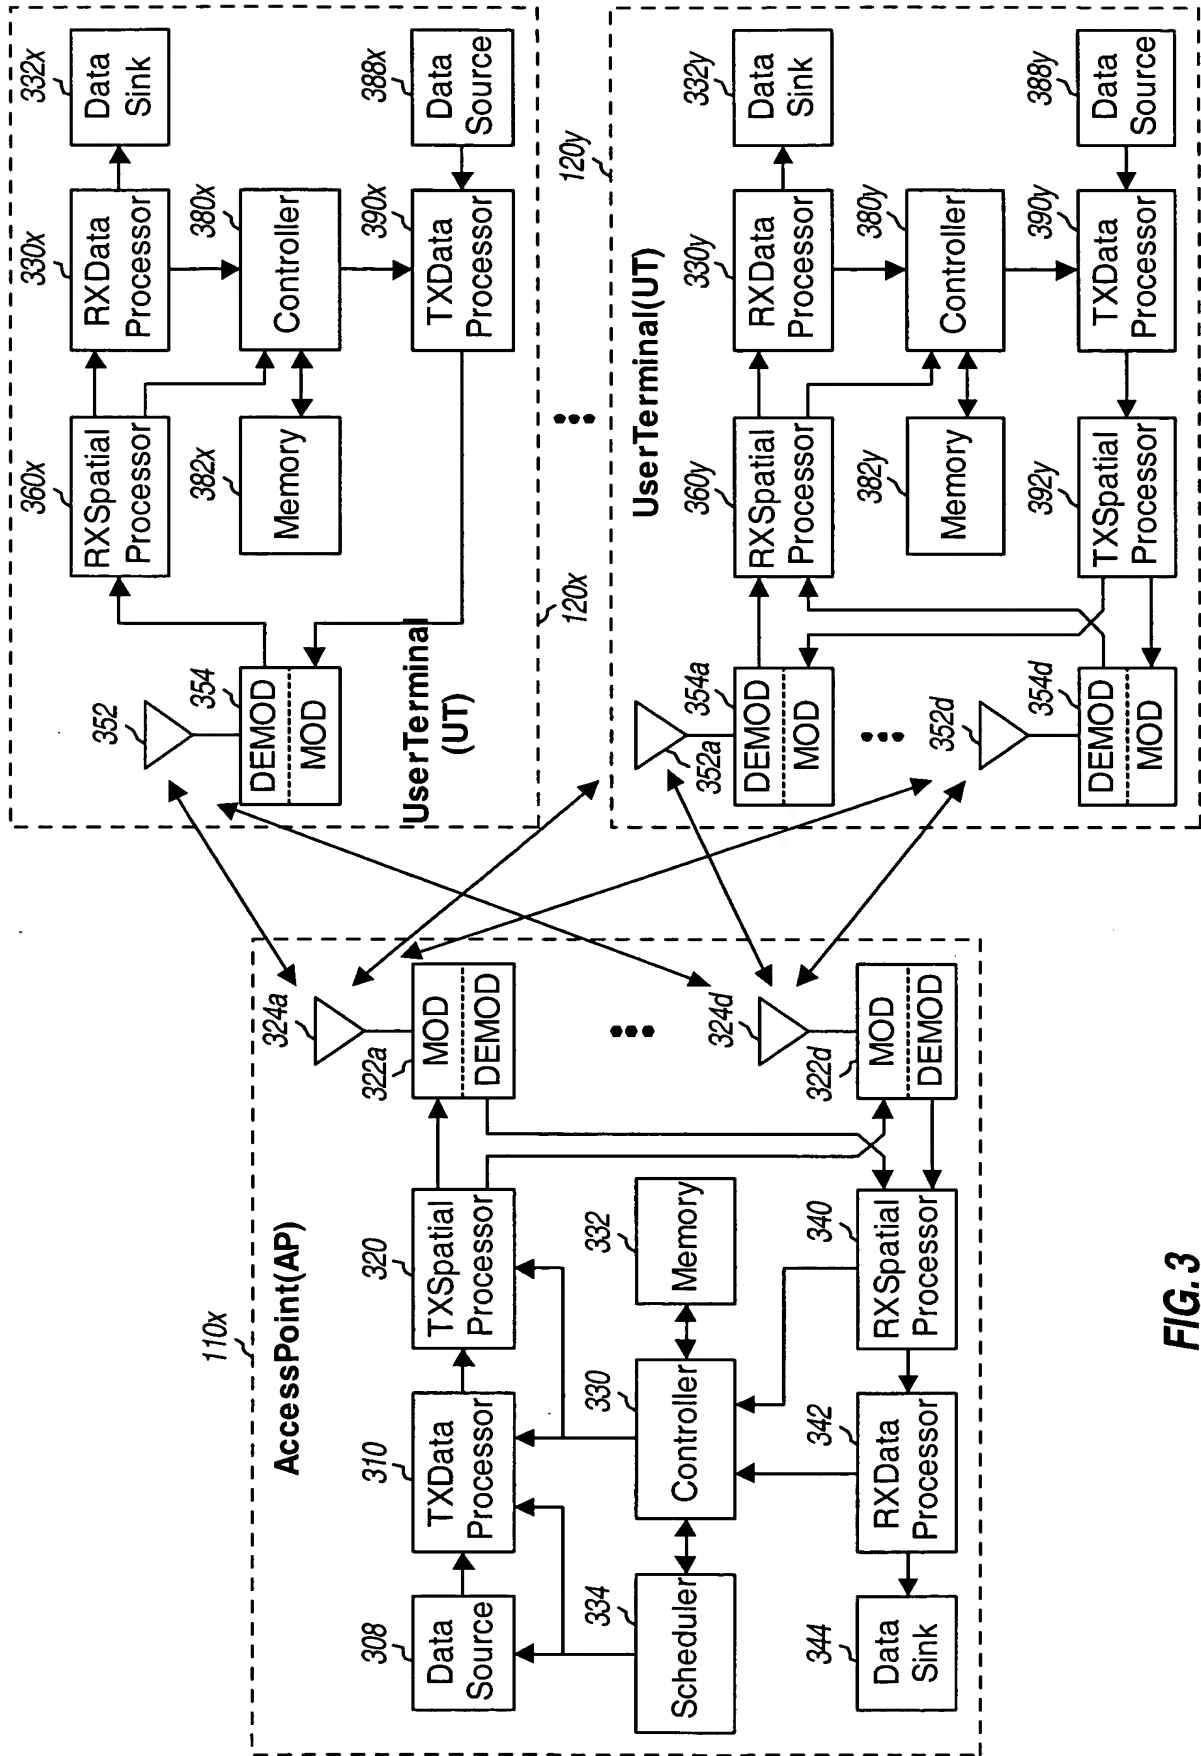 110x
AccessPoint(AP)
308
Data
Source
310
TXData
Processor
320
TXSpatial
Processor
322a
MOD
DEMOD
324a
334
Scheduler
330
Controller
332
Memory
324d
322d
MOD
DEMOD
344
Data
Sink
342
RXData
Processor
340
RXSpatial
Processor
352
354
DEMOD
MOD
360x
RXSpatial
Processor
330x
RXData
Processor
332x
Data
Sink
382x
Memory
380x
Controller
388x
Data
Source
390x
TXData
Processor
UserTerminal
(UT)
120x
UserTerminal(UT)
120y
352a
354a
DEMOD
MOD
360y
RXSpatial
Processor
330y
RXData
Processor
332y
Data
Sink
382y
Memory
380y
Controller
352d
354d
DEMOD
MOD
392y
TXSpatial
Processor
390y
TXData
Processor
388y
Data
Source
FIG. 3